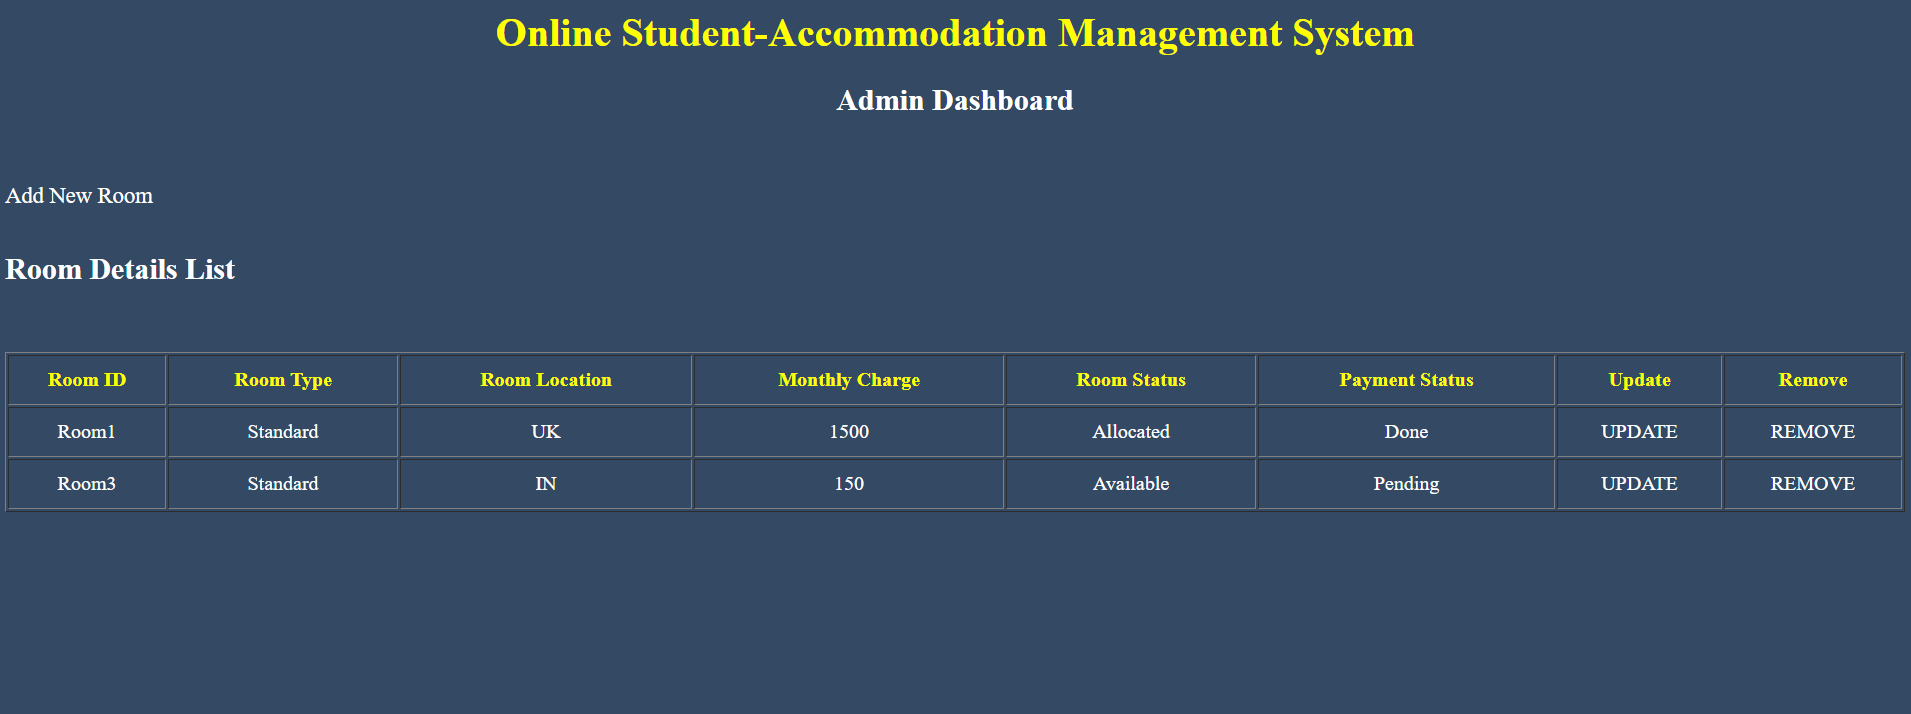 Online Student-Accommodation Management System
Admin Dashboard
Add New Room
Room Details List
Room ID Room Type Room Location Monthly Charge Room Status Payment Status Update Remove
Room1 Standard UK 1500 Allocated Done UPDATE REMOVE
Room3 Standard IN 150 Available Pending UPDATE REMOVE